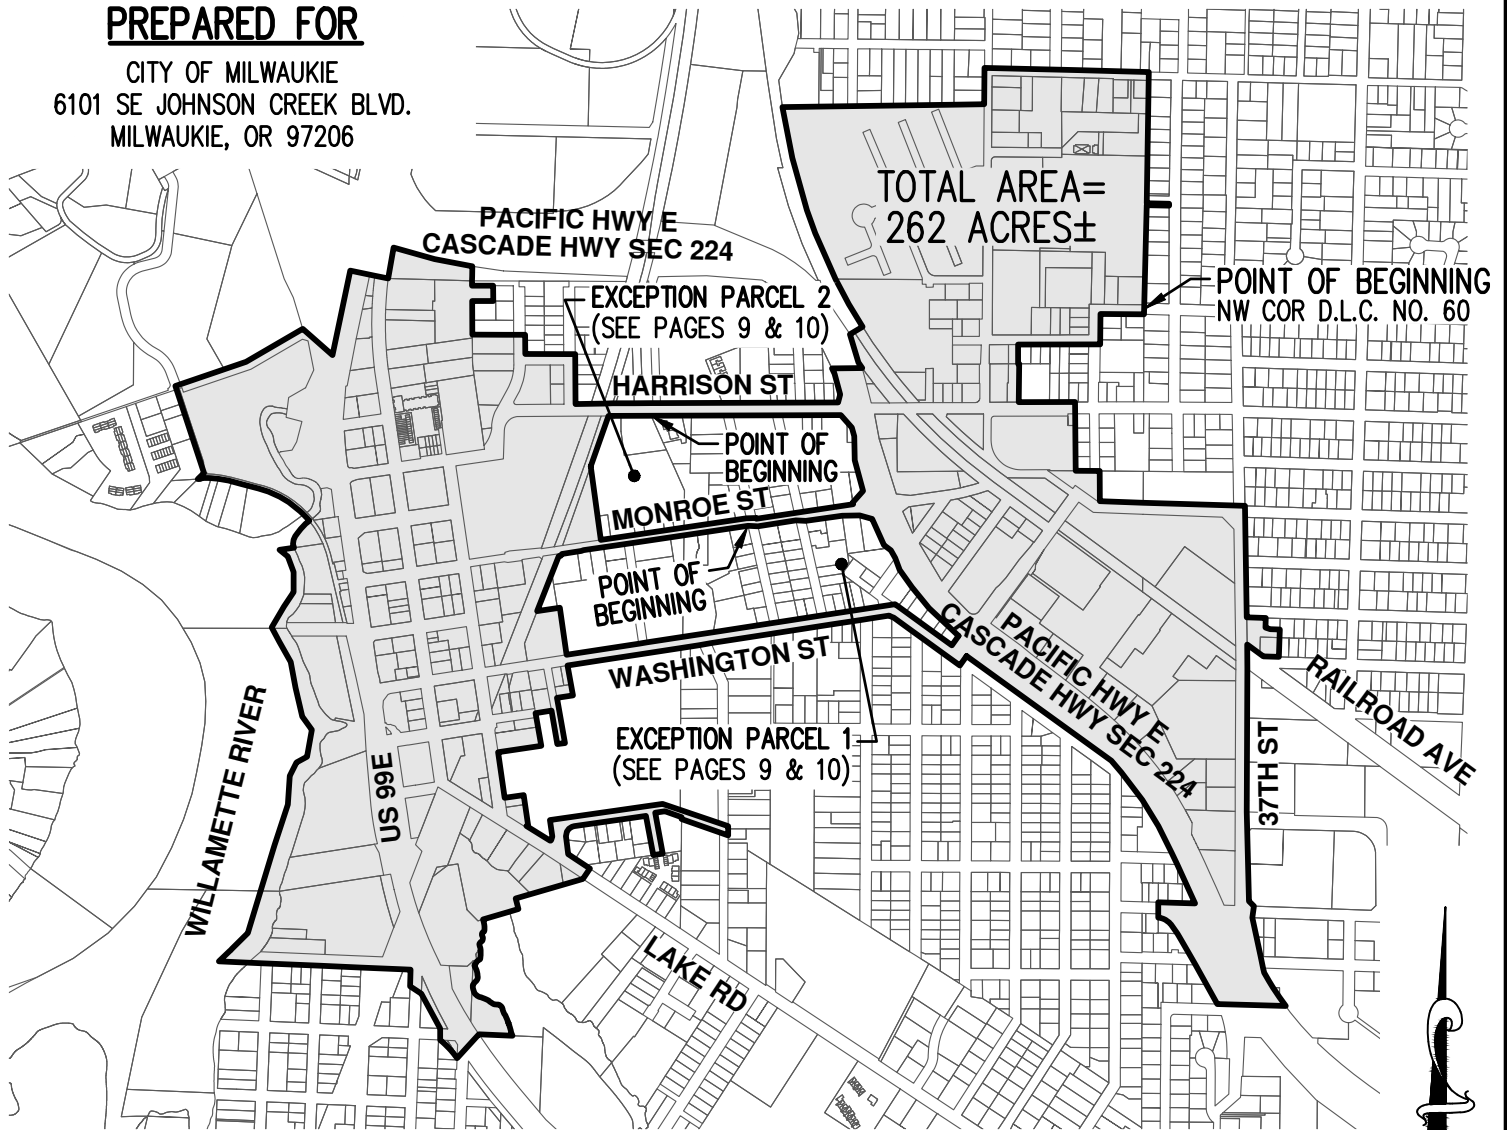 PREPARED FOR
CITY OF MILWAUKIE
6101 SE JOHNSON CREEK BLVD.
MILWAUKIE, OR 97206
TOTAL AREA=
262 ACRES±
PACIFIC HWY E
CASCADE HWY SEC 224
POINT OF BEGINNING
NW COR D.L.C. NO. 60
EXCEPTION PARCEL 2
(SEE PAGES 9 & 10)
HARRISON ST
POINT OF
BEGINNING
MONROE ST
POINT OF
BEGINNING
WASHINGTON ST
PACIFIC HWY E
CASCADE HWY SEC 224
RAILROAD AVE
EXCEPTION PARCEL 1
(SEE PAGES 9 & 10)
WILLAMETTE RIVER
US 99E
37TH ST
LAKE RD